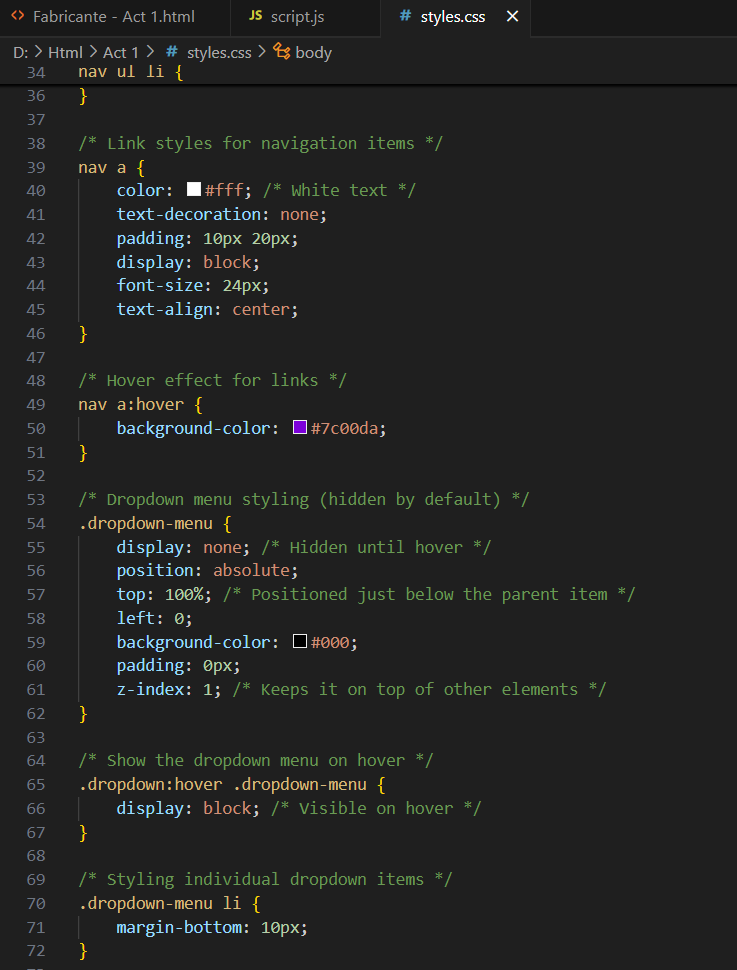 <> Fabricante - Act 1.html JS script.js # styles.css ×
D: > Html > Act 1 > # styles.css > body
34 nav ul li {
36 }
37
38 /* Link styles for navigation items */
39 nav a {
40 color: #fff; /* White text */
41 text-decoration: none;
42 padding: 10px 20px;
43 display: block;
44 font-size: 24px;
45 text-align: center;
46 }
47
48 /* Hover effect for links */
49 nav a:hover {
50 background-color: #7c00da;
51 }
52
53 /* Dropdown menu styling (hidden by default) */
54 .dropdown-menu {
55 display: none; /* Hidden until hover */
56 position: absolute;
57 top: 100%; /* Positioned just below the parent item */
58 left: 0;
59 background-color: #000;
60 padding: 0px;
61 z-index: 1; /* Keeps it on top of other elements */
62 }
63
64 /* Show the dropdown menu on hover */
65 .dropdown:hover .dropdown-menu {
66 display: block; /* Visible on hover */
67 }
68
69 /* Styling individual dropdown items */
70 .dropdown-menu li {
71 margin-bottom: 10px;
72 }